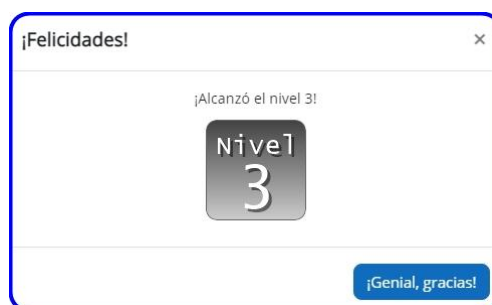 ¡Felicidades! ×
¡Alcanzó el nivel 3!
Nivel
3
¡Genial, gracias!